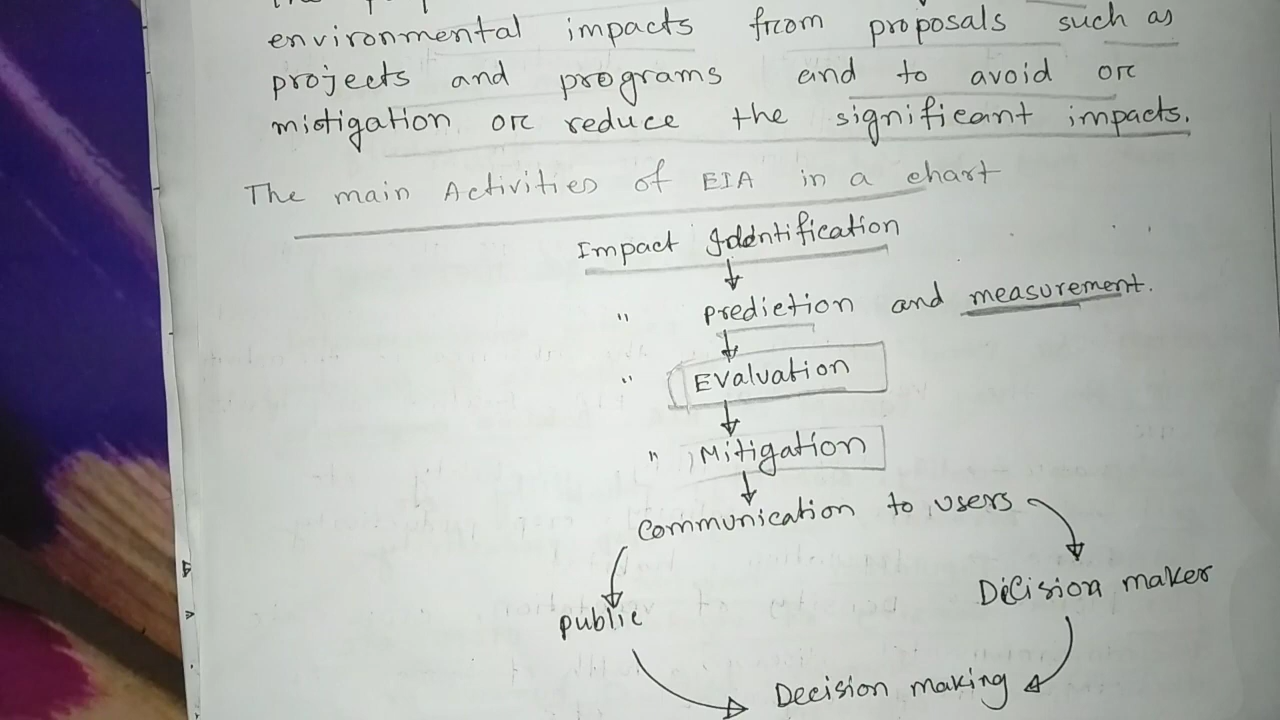 environmental impacts from proposals such as
projects and programs and to avoid or
mistigation or reduce the significant impacts.
The main Activities of EIA in a chart
Impact Identification
" prediction and measurement.
" Evaluation
" Mitigation
Communication to users
Decision maker
public
Decision making